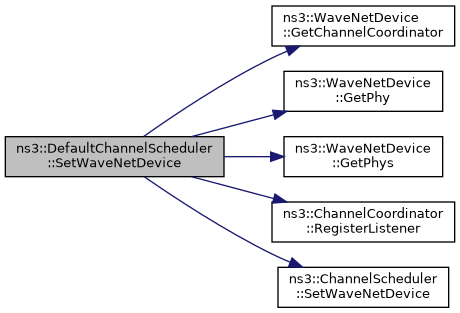 ns3::DefaultChannelScheduler
::SetWaveNetDevice
ns3::WaveNetDevice
::GetChannelCoordinator
ns3::WaveNetDevice
::GetPhy
ns3::WaveNetDevice
::GetPhys
ns3::ChannelCoordinator
::RegisterListener
ns3::ChannelScheduler
::SetWaveNetDevice